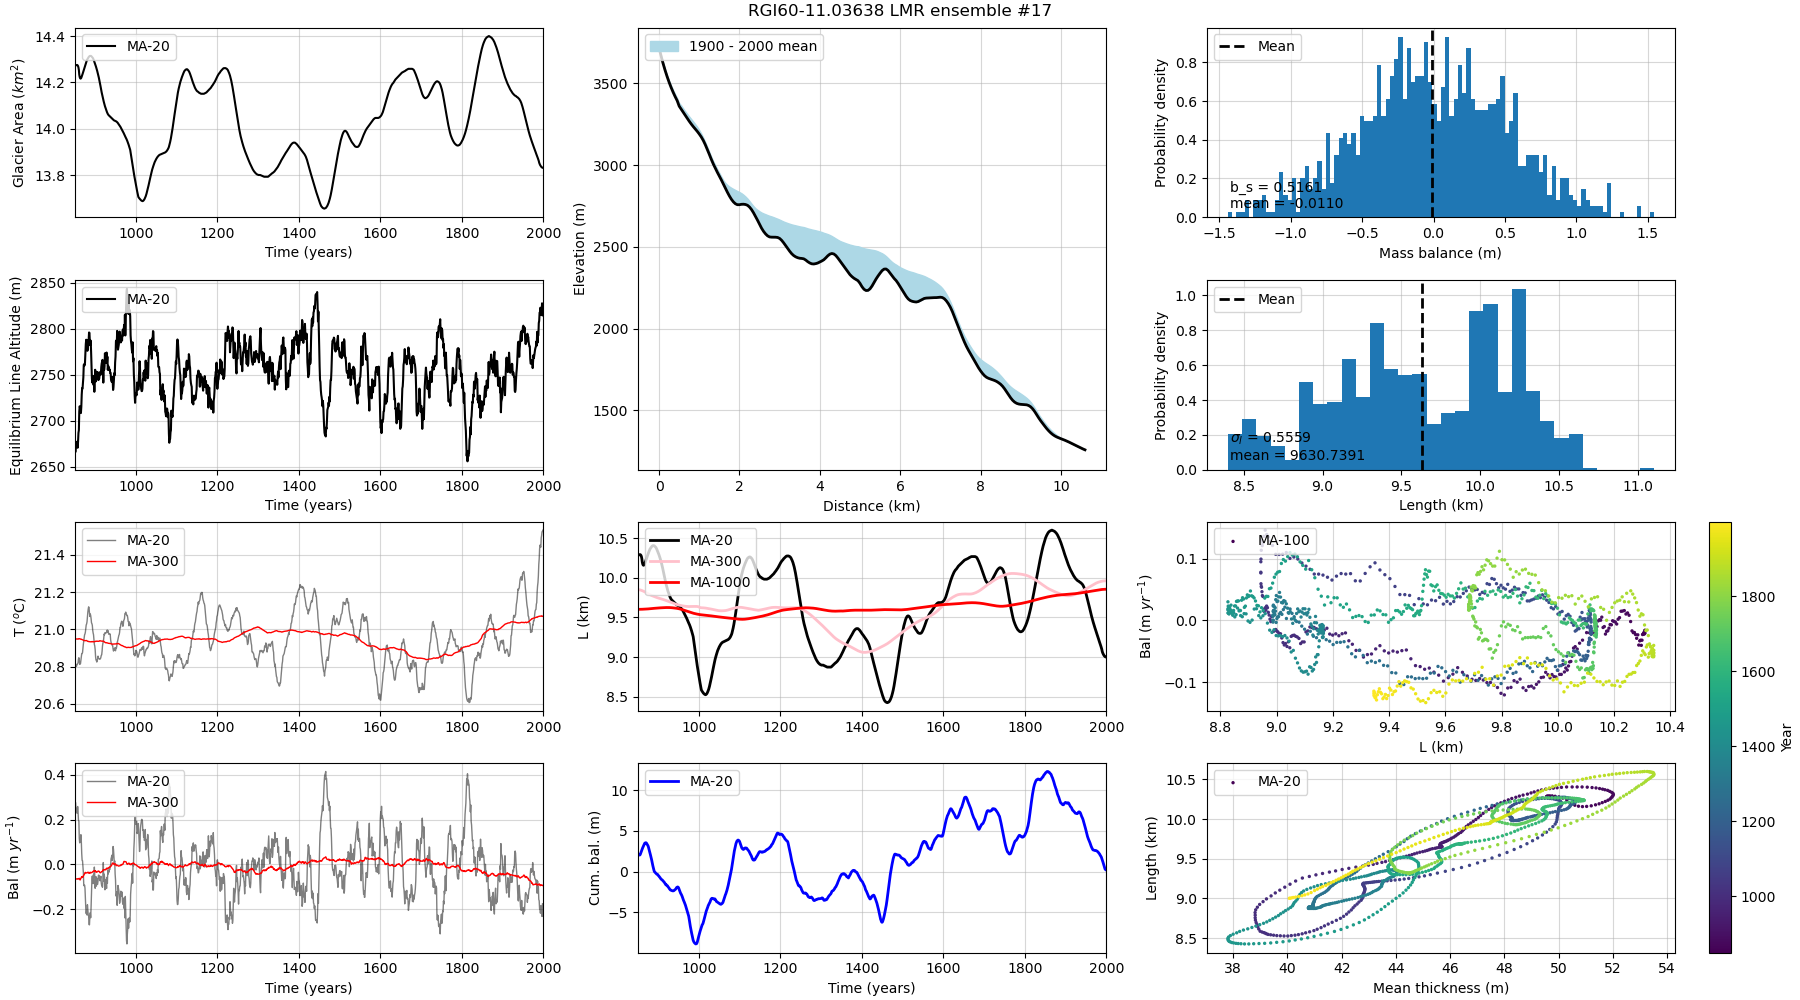 RGI60-11.03638 LMR ensemble #17
MA-20
Glacier Area (km²)
14.4
14.2
14.0
13.8
1000 1200 1400 1600 1800 2000
Time (years)
1900 - 2000 mean
Elevation (m)
3500
3000
2500
2000
1500
0 2 4 6 8 10
Distance (km)
Mean
Probability density
0.8
0.6
0.4
0.2
0.0
b_s = 0.5161
mean = -0.0110
−1.5 −1.0 −0.5 0.0 0.5 1.0 1.5
Mass balance (m)
MA-20
Equilibrium Line Altitude (m)
2850
2800
2750
2700
2650
1000 1200 1400 1600 1800 2000
Time (years)
Mean
Probability density
1.0
0.8
0.6
0.4
0.2
0.0
σₗ = 0.5559
mean = 9630.7391
8.5 9.0 9.5 10.0 10.5 11.0
Length (km)
MA-20
MA-300
T (°C)
21.4
21.2
21.0
20.8
20.6
1000 1200 1400 1600 1800 2000
MA-20
MA-300
MA-1000
L (km)
10.5
10.0
9.5
9.0
8.5
1000 1200 1400 1600 1800 2000
MA-100
Bal (m yr⁻¹)
0.1
0.0
−0.1
8.8 9.0 9.2 9.4 9.6 9.8 10.0 10.2 10.4
L (km)
MA-20
MA-300
Bal (m yr⁻¹)
0.4
0.2
0.0
−0.2
1000 1200 1400 1600 1800 2000
Time (years)
MA-20
Cum. bal. (m)
10
5
0
−5
1000 1200 1400 1600 1800 2000
Time (years)
MA-20
Length (km)
10.5
10.0
9.5
9.0
8.5
38 40 42 44 46 48 50 52 54
Mean thickness (m)
1800
1600
1400
1200
1000
Year